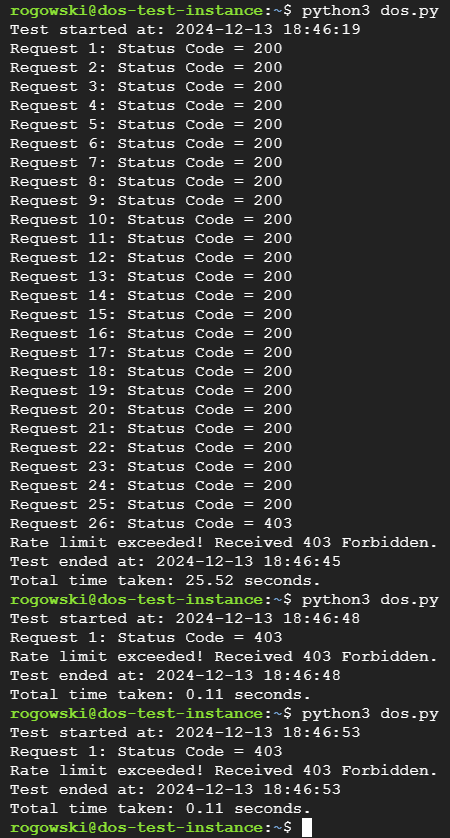 rogowski@dos-test-instance:~$ python3 dos.py
Test started at: 2024-12-13 18:46:19
Request 1: Status Code = 200
Request 2: Status Code = 200
Request 3: Status Code = 200
Request 4: Status Code = 200
Request 5: Status Code = 200
Request 6: Status Code = 200
Request 7: Status Code = 200
Request 8: Status Code = 200
Request 9: Status Code = 200
Request 10: Status Code = 200
Request 11: Status Code = 200
Request 12: Status Code = 200
Request 13: Status Code = 200
Request 14: Status Code = 200
Request 15: Status Code = 200
Request 16: Status Code = 200
Request 17: Status Code = 200
Request 18: Status Code = 200
Request 19: Status Code = 200
Request 20: Status Code = 200
Request 21: Status Code = 200
Request 22: Status Code = 200
Request 23: Status Code = 200
Request 24: Status Code = 200
Request 25: Status Code = 200
Request 26: Status Code = 403
Rate limit exceeded! Received 403 Forbidden.
Test ended at: 2024-12-13 18:46:45
Total time taken: 25.52 seconds.
rogowski@dos-test-instance:~$ python3 dos.py
Test started at: 2024-12-13 18:46:48
Request 1: Status Code = 403
Rate limit exceeded! Received 403 Forbidden.
Test ended at: 2024-12-13 18:46:48
Total time taken: 0.11 seconds.
rogowski@dos-test-instance:~$ python3 dos.py
Test started at: 2024-12-13 18:46:53
Request 1: Status Code = 403
Rate limit exceeded! Received 403 Forbidden.
Test ended at: 2024-12-13 18:46:53
Total time taken: 0.11 seconds.
rogowski@dos-test-instance:~$